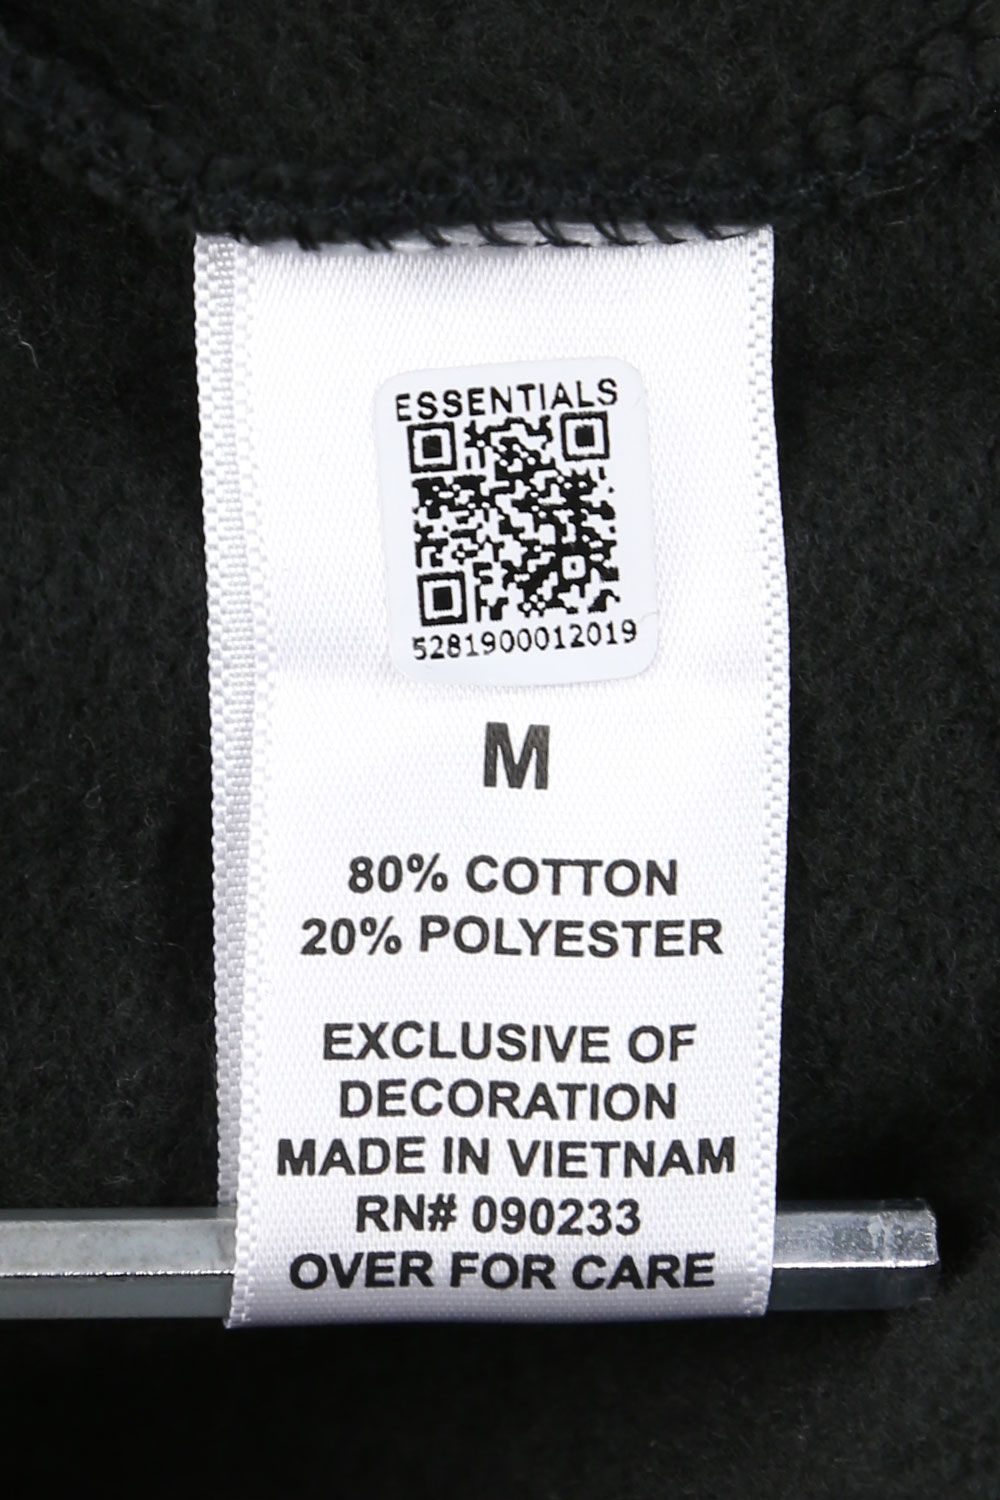 ESSENTIALS
5281900012019
M
80% COTTON
20% POLYESTER
EXCLUSIVE OF
DECORATION
MADE IN VIETNAM
RN# 090233
OVER FOR CARE